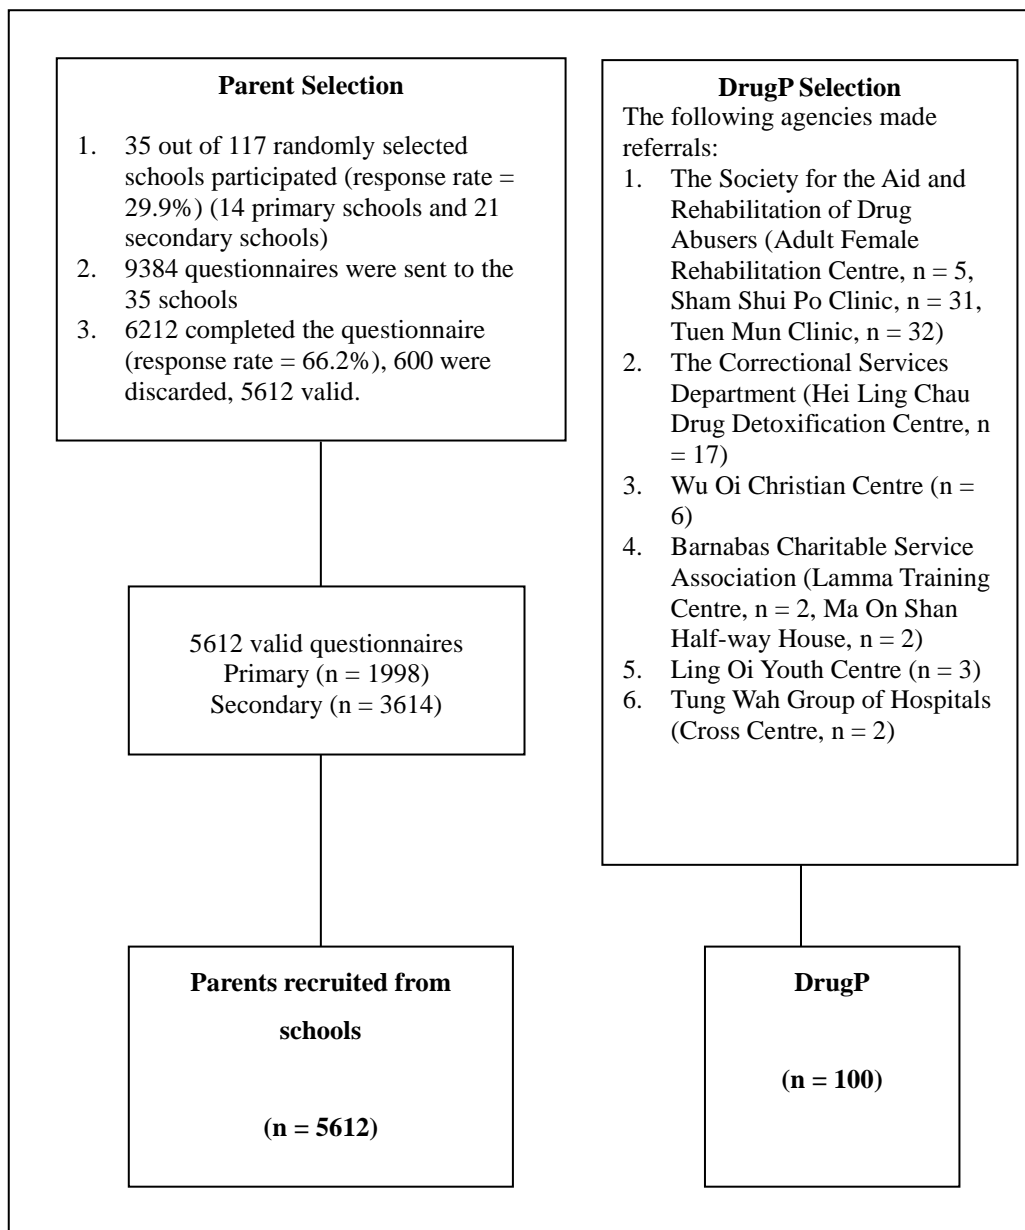 Parent Selection
1. 35 out of 117 randomly selected
schools participated (response rate =
29.9%) (14 primary schools and 21
secondary schools)
2. 9384 questionnaires were sent to the
35 schools
3. 6212 completed the questionnaire
(response rate = 66.2%), 600 were
discarded, 5612 valid.
5612 valid questionnaires
Primary (n = 1998)
Secondary (n = 3614)
Parents recruited from
schools
(n = 5612)
DrugP Selection
The following agencies made
referrals:
1. The Society for the Aid and
Rehabilitation of Drug
Abusers (Adult Female
Rehabilitation Centre, n = 5,
Sham Shui Po Clinic, n = 31,
Tuen Mun Clinic, n = 32)
2. The Correctional Services
Department (Hei Ling Chau
Drug Detoxification Centre, n
= 17)
3. Wu Oi Christian Centre (n =
6)
4. Barnabas Charitable Service
Association (Lamma Training
Centre, n = 2, Ma On Shan
Half-way House, n = 2)
5. Ling Oi Youth Centre (n = 3)
6. Tung Wah Group of Hospitals
(Cross Centre, n = 2)
DrugP
(n = 100)